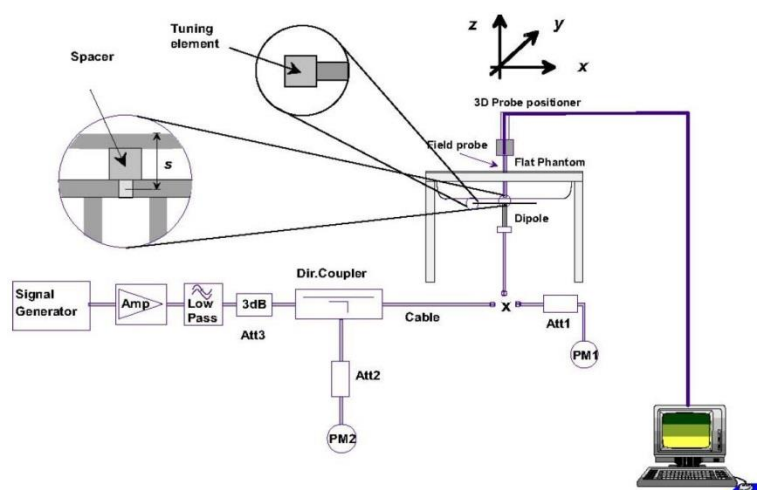 Tuning
element
Spacer
s
z
y
x
3D Probe positioner
Field probe
Flat Phantom
Dipole
Signal
Generator
Amp
Low
Pass
3dB
Att3
Dir.Coupler
Cable
x
Att1
PM1
Att2
PM2